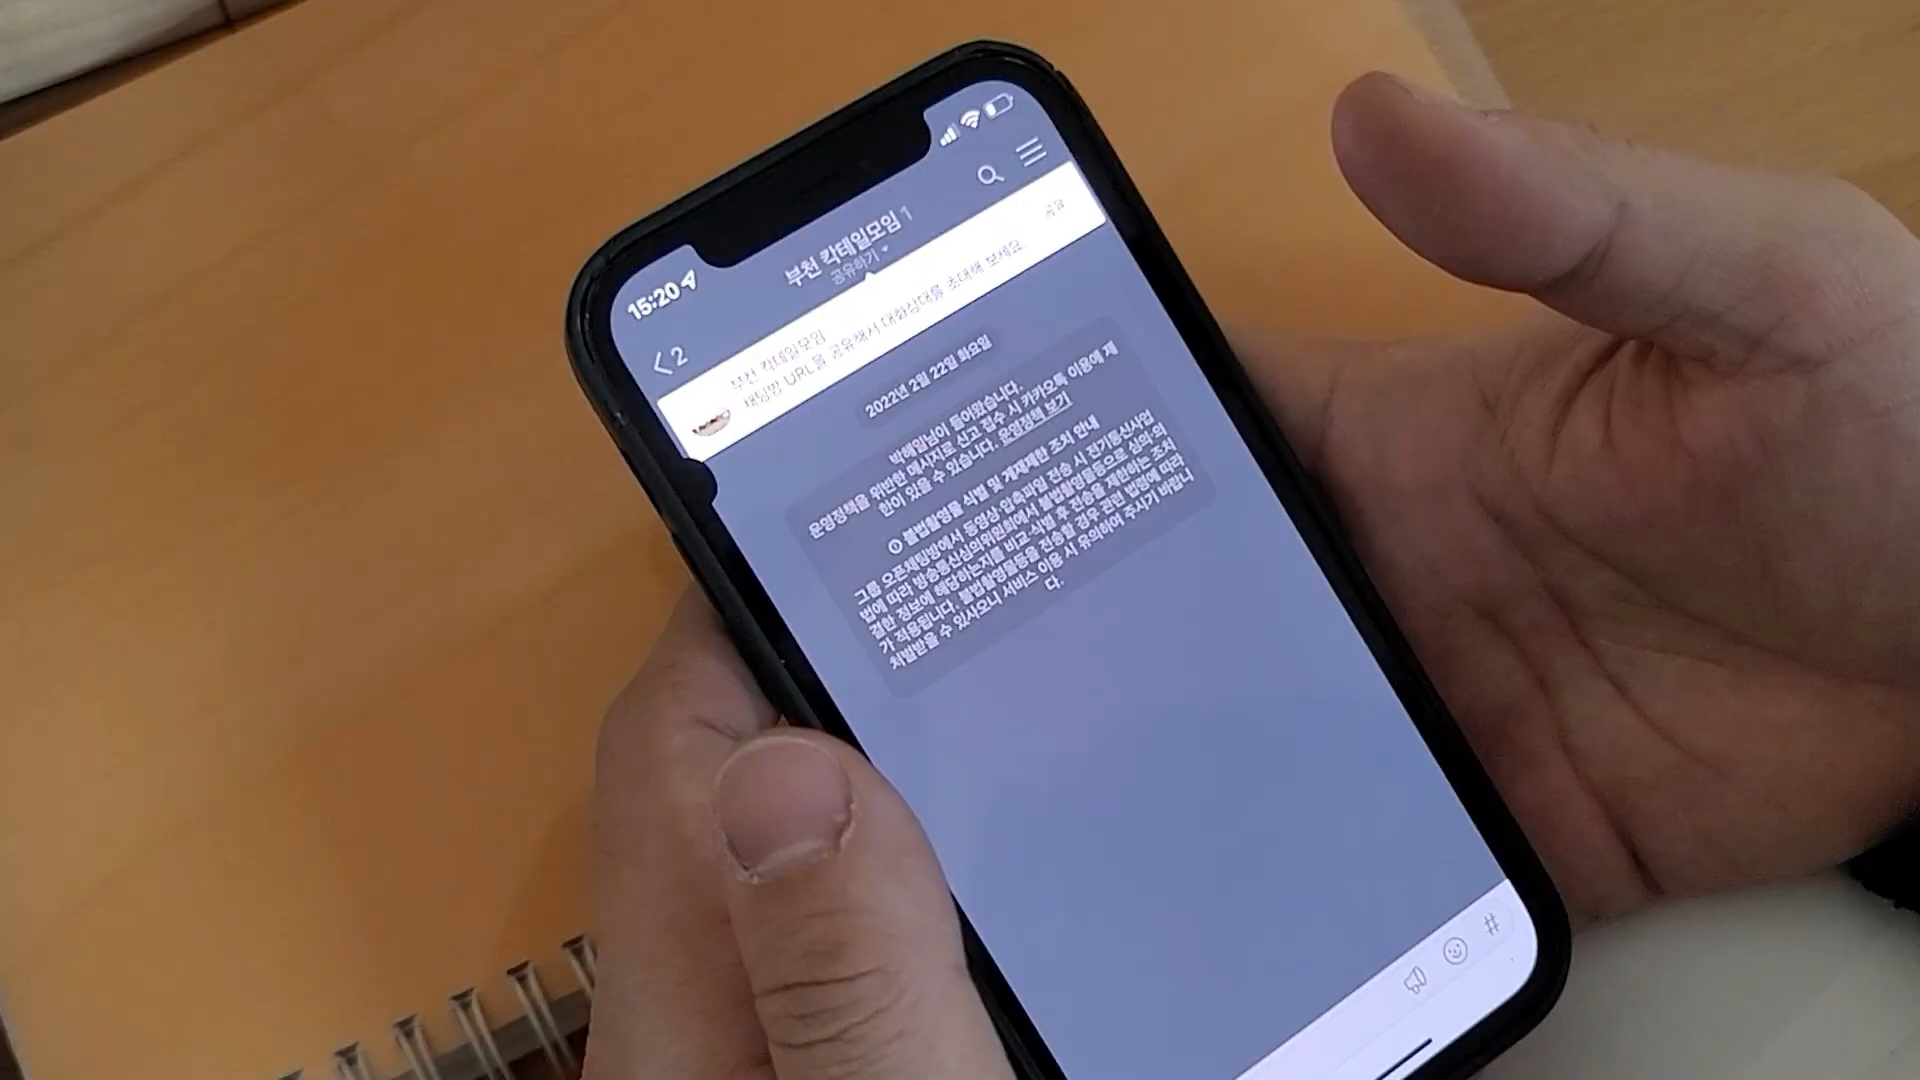 15:20
부천 칵테일모임 1
공유하기
2
부천 칵테일모임
채팅방 URL을 공유해서 대화상대를 초대해 보세요.
공유
2022년 2월 22일 화요일
박해일님이 들어왔습니다.
운영정책을 위반한 메시지로 신고 접수 시 카카오톡 이용에 제
한이 있을 수 있습니다. 운영정책 보기
불법촬영물 식별 및 게재제한 조치 안내
그룹 오픈채팅방에서 동영상·압축파일 전송 시 전기통신사업
법에 따라 방송통신심의위원회에서 불법촬영물등으로 심의·의
결한 정보에 해당하는지를 비교·식별 후 전송을 제한하는 조치
가 적용됩니다. 불법촬영물등을 전송할 경우 관련 법령에 따라
처벌받을 수 있사오니 서비스 이용 시 유의하여 주시기 바랍니
다.
#